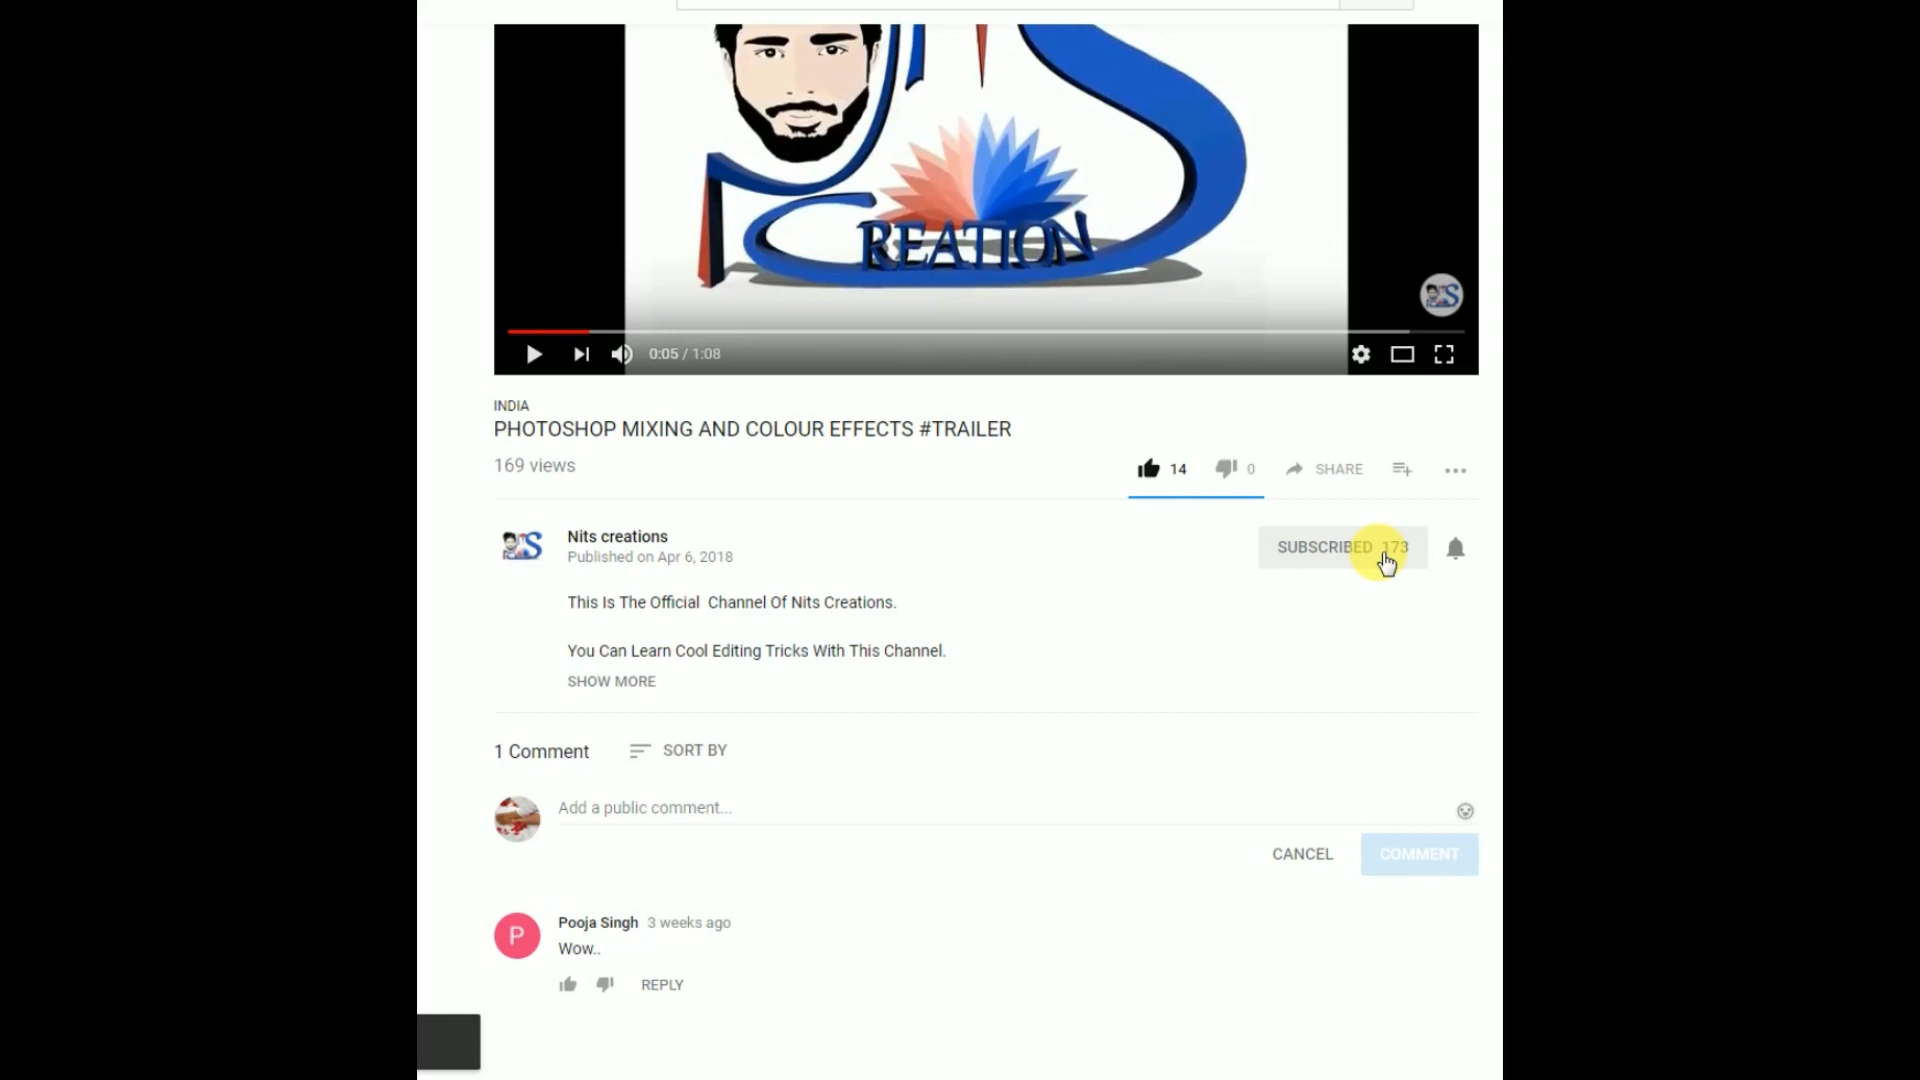 REATION
0:05 / 1:08
INDIA
PHOTOSHOP MIXING AND COLOUR EFFECTS #TRAILER
169 views
14
0
SHARE
Nits creations
Published on Apr 6, 2018
SUBSCRIBED 173
This Is The Official Channel Of Nits Creations.
You Can Learn Cool Editing Tricks With This Channel.
SHOW MORE
1 Comment
SORT BY
Add a public comment...
CANCEL
COMMENT
P
Pooja Singh 3 weeks ago
Wow..
REPLY